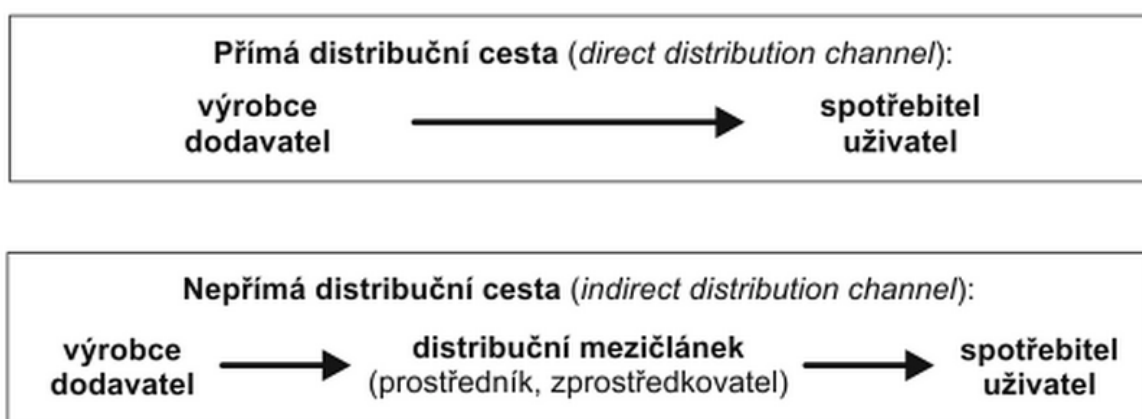 Přímá distribuční cesta (direct distribution channel):
výrobce
dodavatel
spotřebitel
uživatel
Nepřímá distribuční cesta (indirect distribution channel):
výrobce
dodavatel
distribuční mezičlánek
(prostředník, zprostředkovatel)
spotřebitel
uživatel